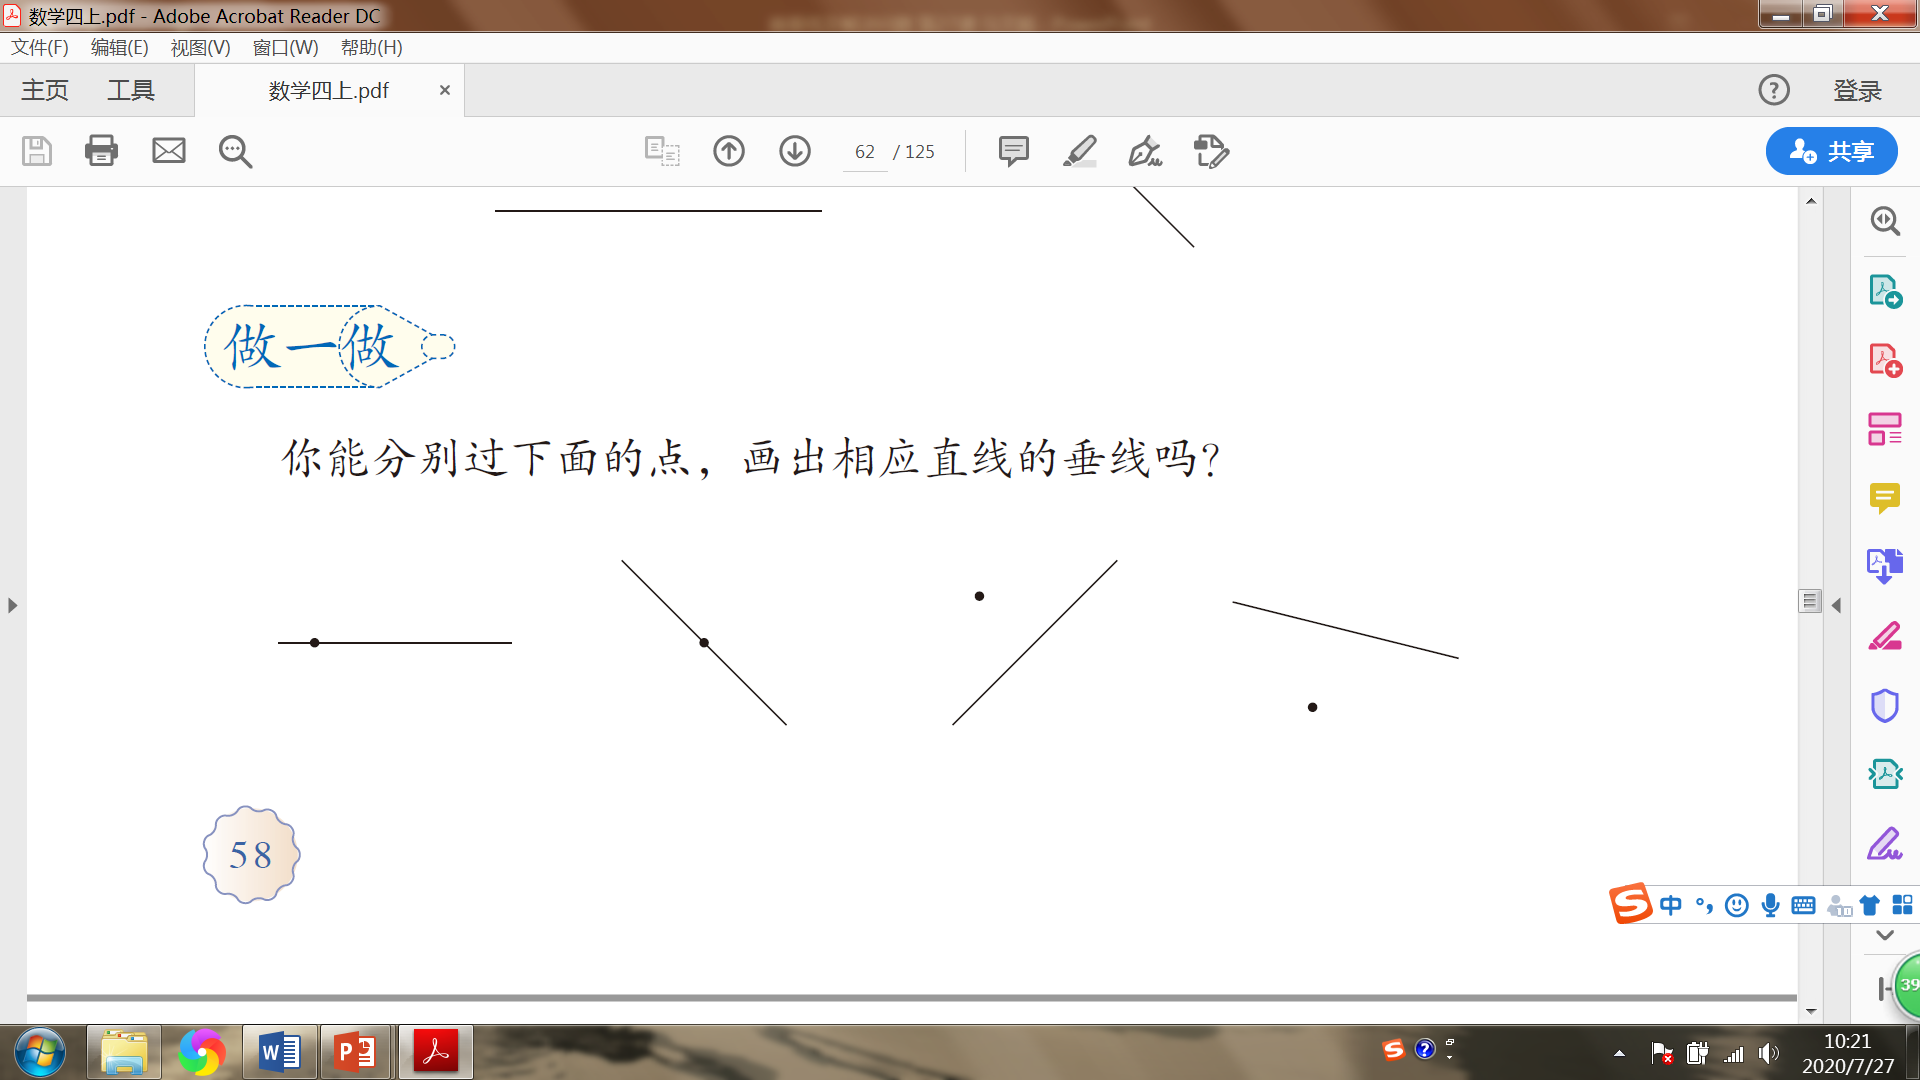 数学四上.pdf - Adobe Acrobat Reader DC
文件(F) 编辑(E) 视图(V) 窗口(W) 帮助(H)
主页 工具 数学四上.pdf × 登录
62 / 125 共享
做一做
你能分别过下面的点，画出相应直线的垂线吗？
58
中
39
10:21
2020/7/27